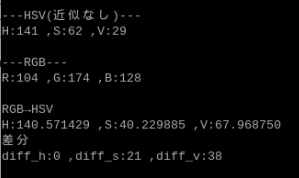 ---HSV(近似なし)---
H:141 ,S:62 ,V:29
---RGB---
R:104 ,G:174 ,B:128
RGB→HSV
H:140.571429 ,S:40.229885 ,V:67.968750
差分
diff_h:0 ,diff_s:21 ,diff_v:38